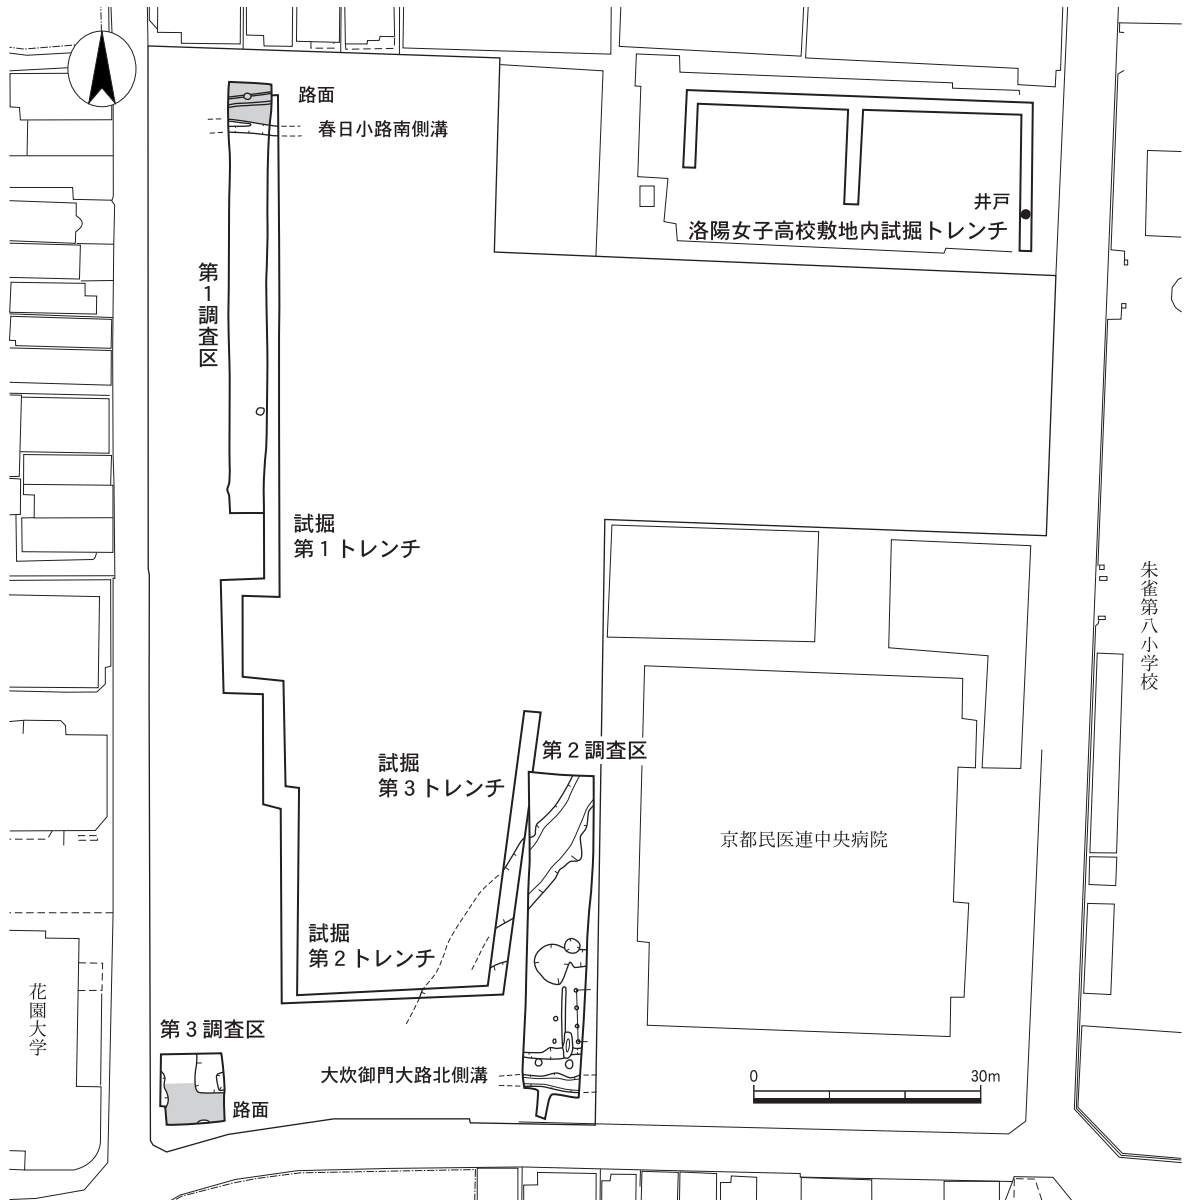 路面
春日小路南側溝
井戸
洛陽女子高校敷地内試掘トレンチ
第1調査区
試掘
第1トレンチ
朱雀第八小学校
第2調査区
試掘
第3トレンチ
京都民医連中央病院
試掘
第2トレンチ
花園大学
第3調査区
大炊御門大路北側溝
0 30m
路面